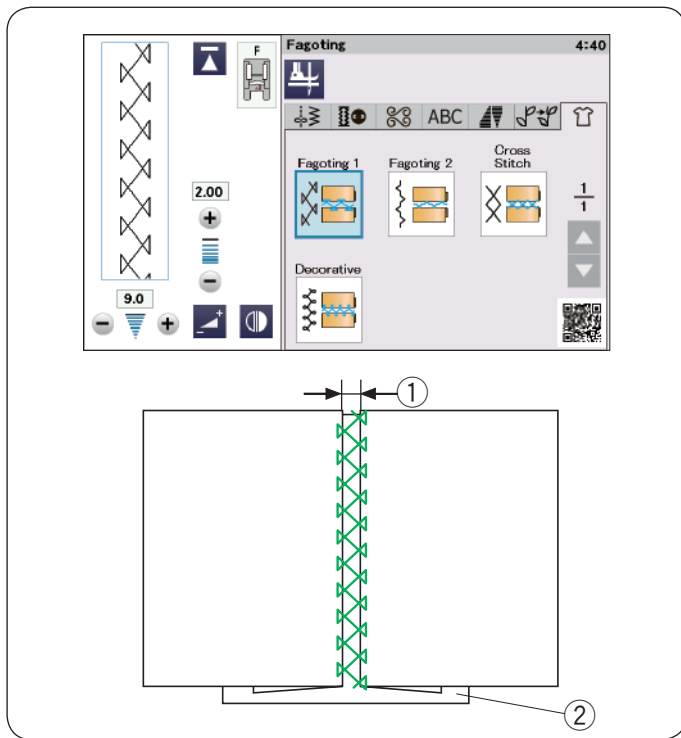 F
Fagoting
4:40
ABC
Fagoting 1
Fagoting 2
Cross
Stitch
1
1
2.00
Decorative
9.0
①
②